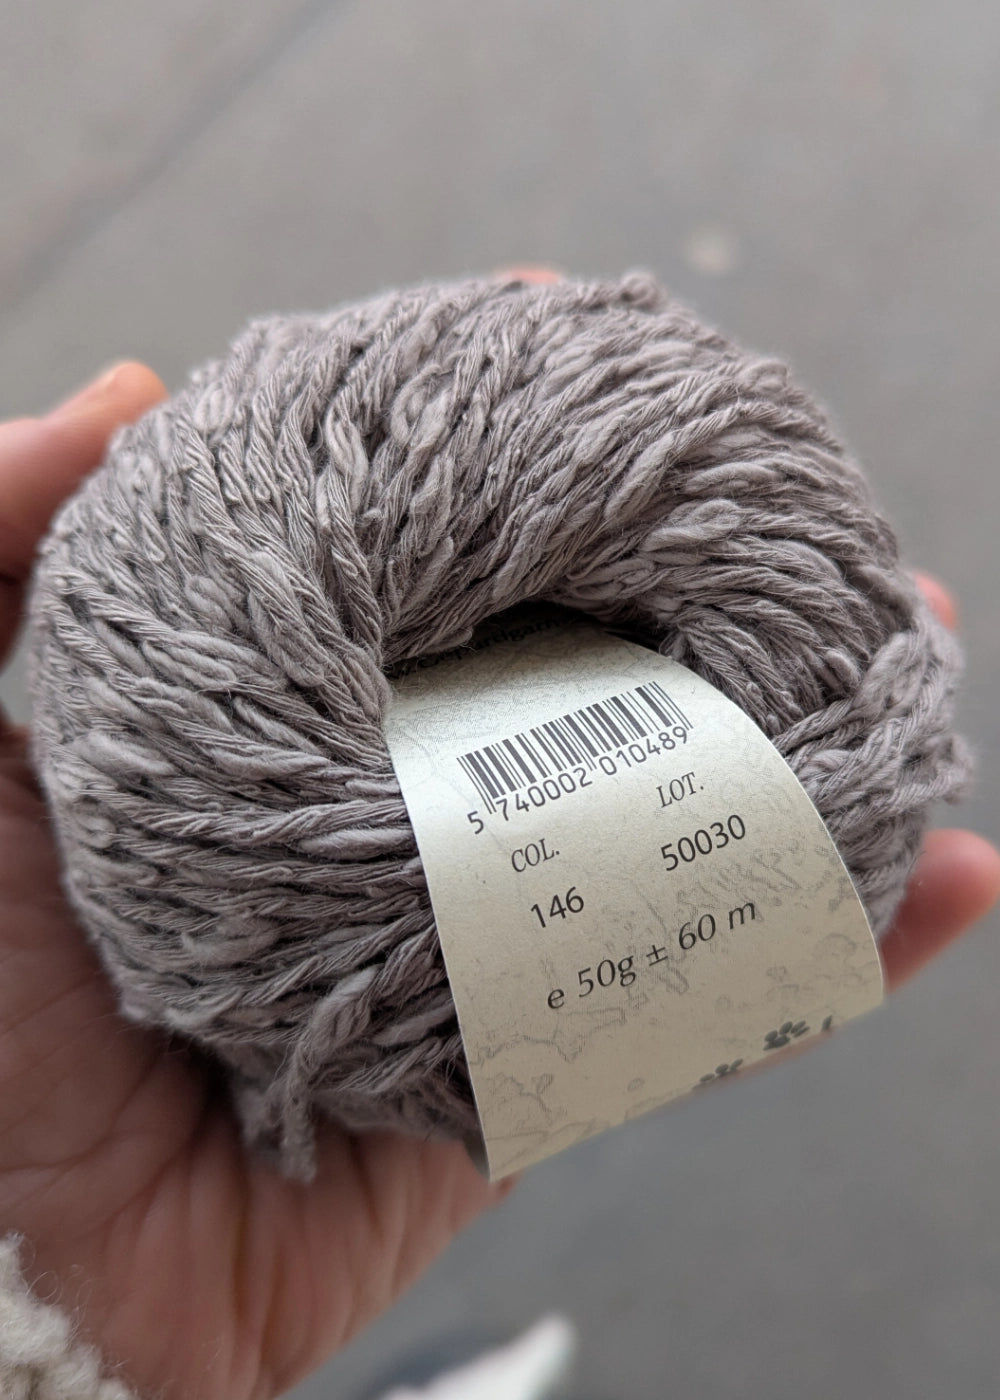 5 740002 010489
COL. LOT.
146 50030
e 50g ± 60 m